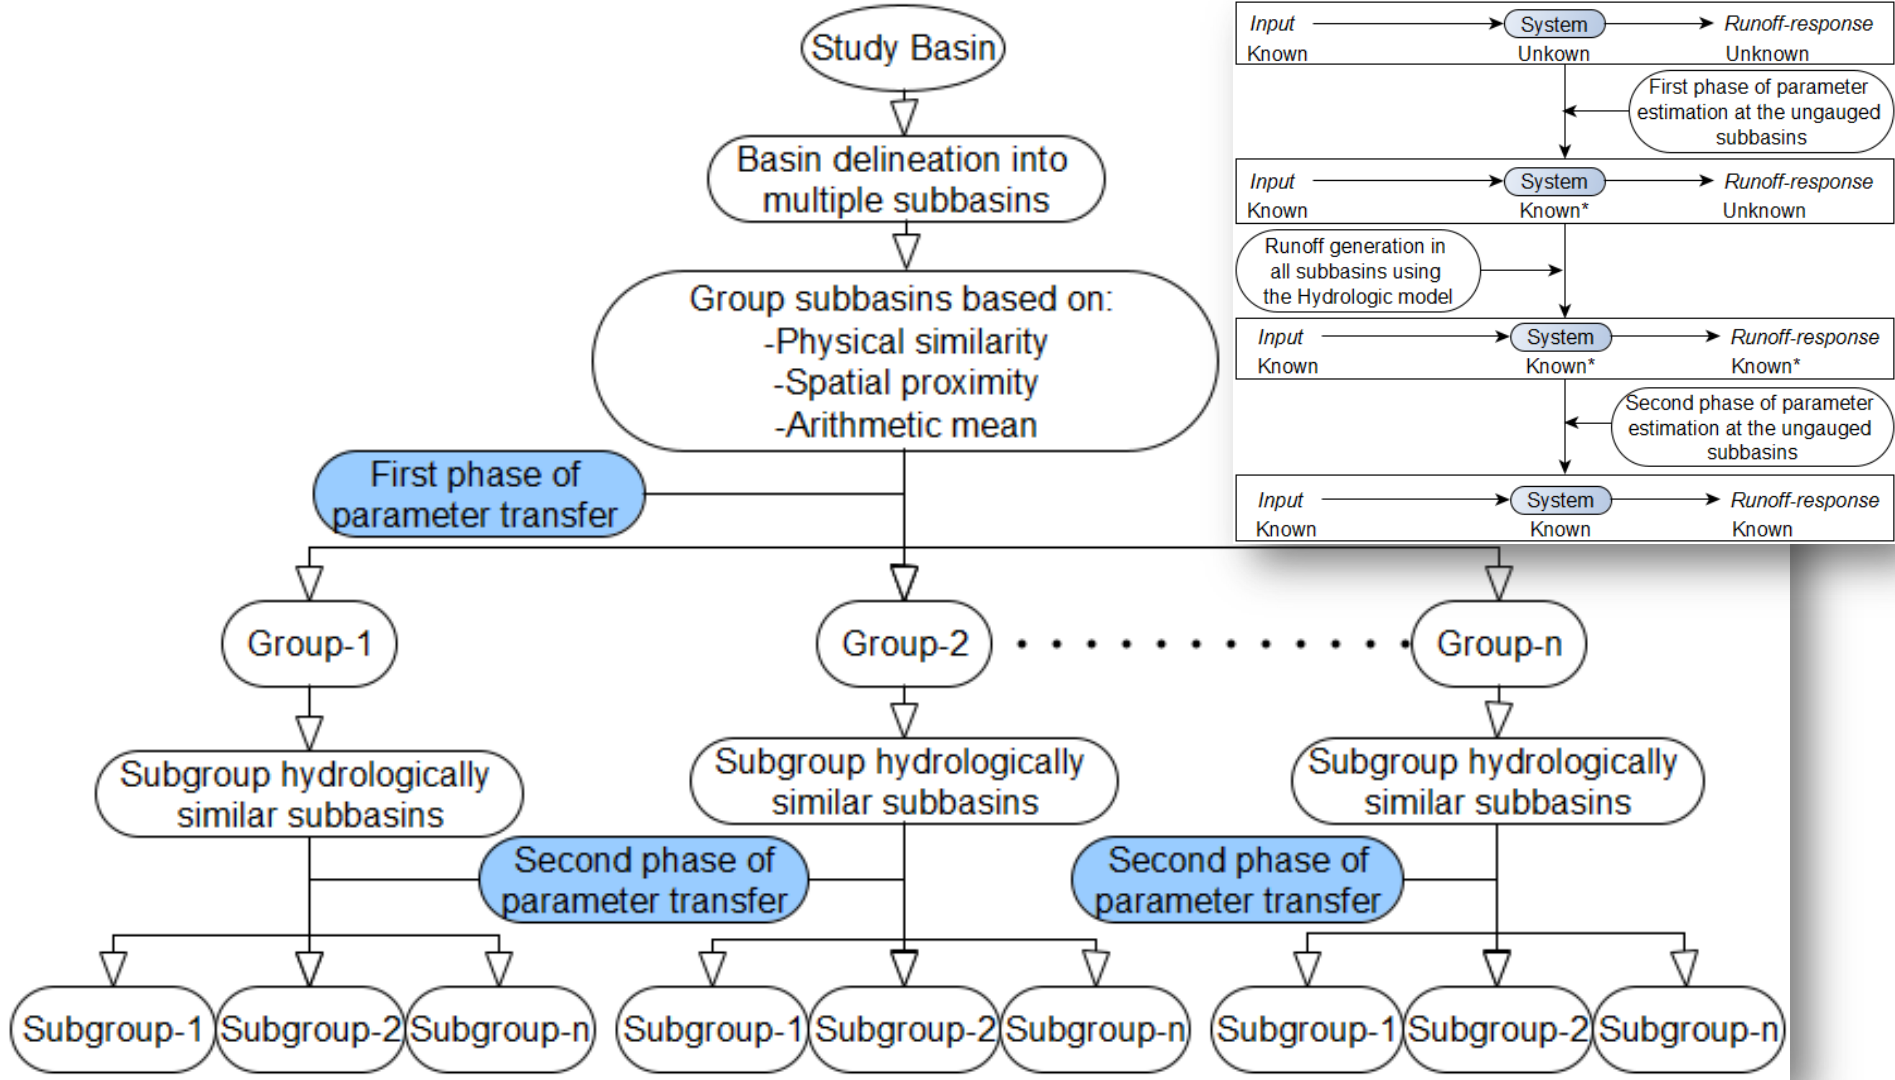 Study Basin
Basin delineation into
multiple subbasins
Group subbasins based on:
-Physical similarity
-Spatial proximity
-Arithmetic mean
First phase of
parameter transfer
Group-1
Group-2
Group-n
Subgroup hydrologically
similar subbasins
Subgroup hydrologically
similar subbasins
Subgroup hydrologically
similar subbasins
Second phase of
parameter transfer
Second phase of
parameter transfer
Subgroup-1
Subgroup-2
Subgroup-n
Subgroup-1
Subgroup-2
Subgroup-n
Subgroup-1
Subgroup-2
Subgroup-n
Input System Runoff-response
Known Unkown Unknown
First phase of parameter
estimation at the ungauged
subbasins
Input System Runoff-response
Known Known* Unknown
Runoff generation in
all subbasins using
the Hydrologic model
Input System Runoff-response
Known Known* Known*
Second phase of parameter
estimation at the ungauged
subbasins
Input System Runoff-response
Known Known Known